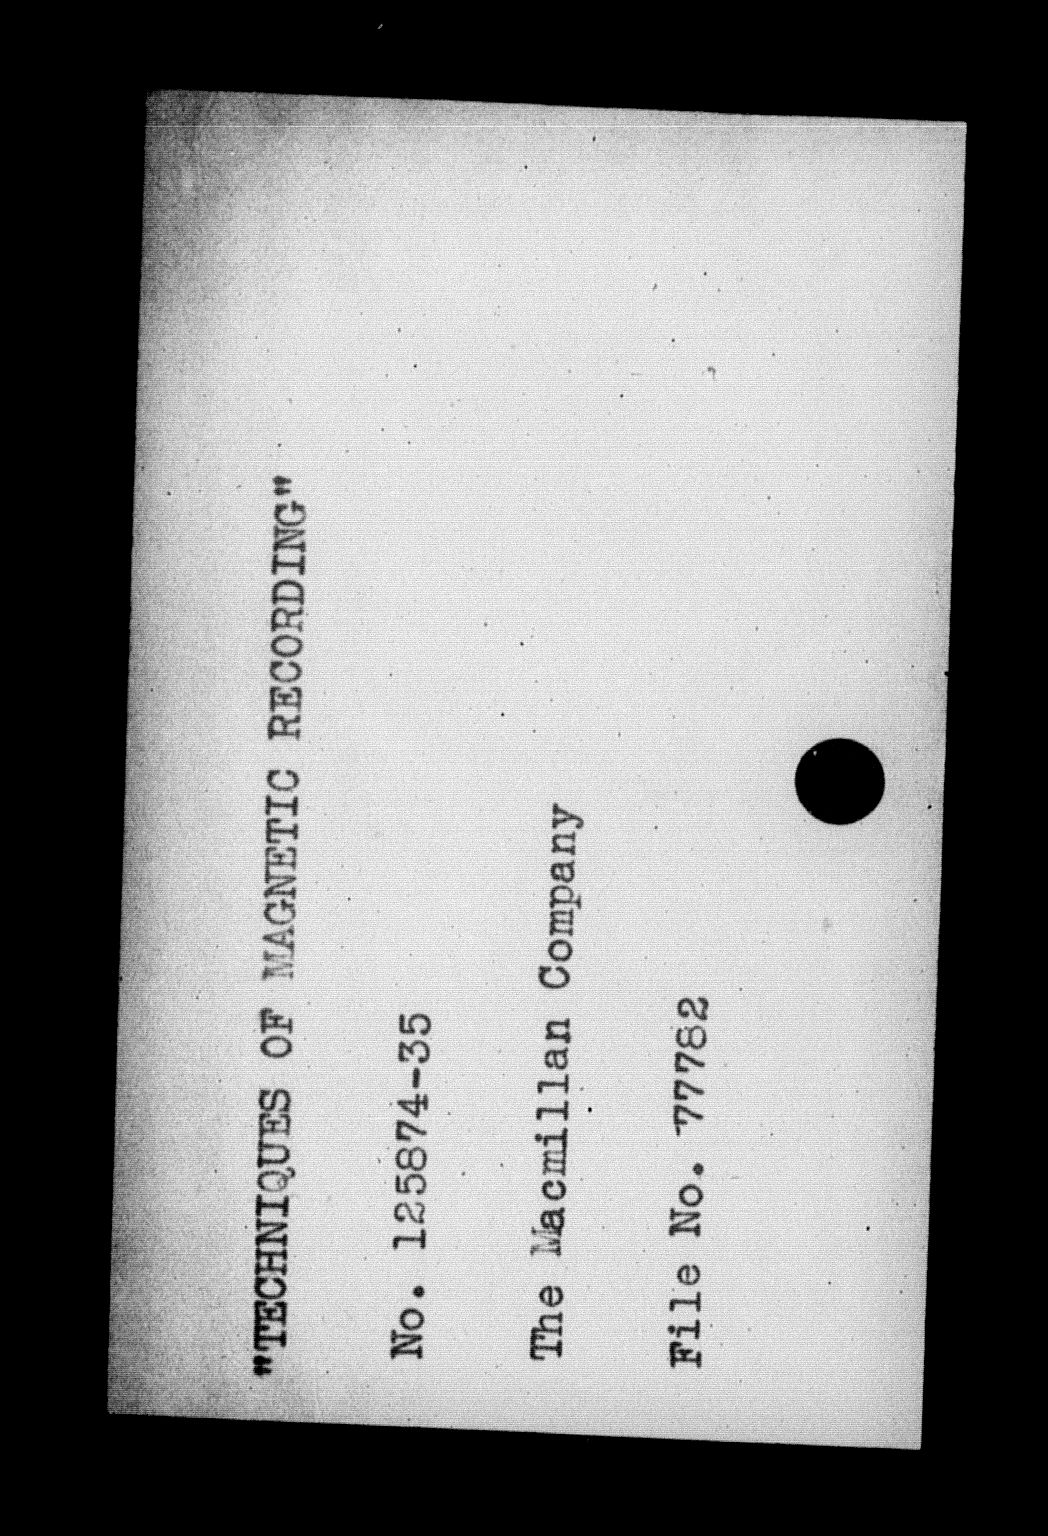 "TECHNIQUES OF MAGNETIC RECORDING"
No. 125874-35
The Macmillan Company
File No. 77782